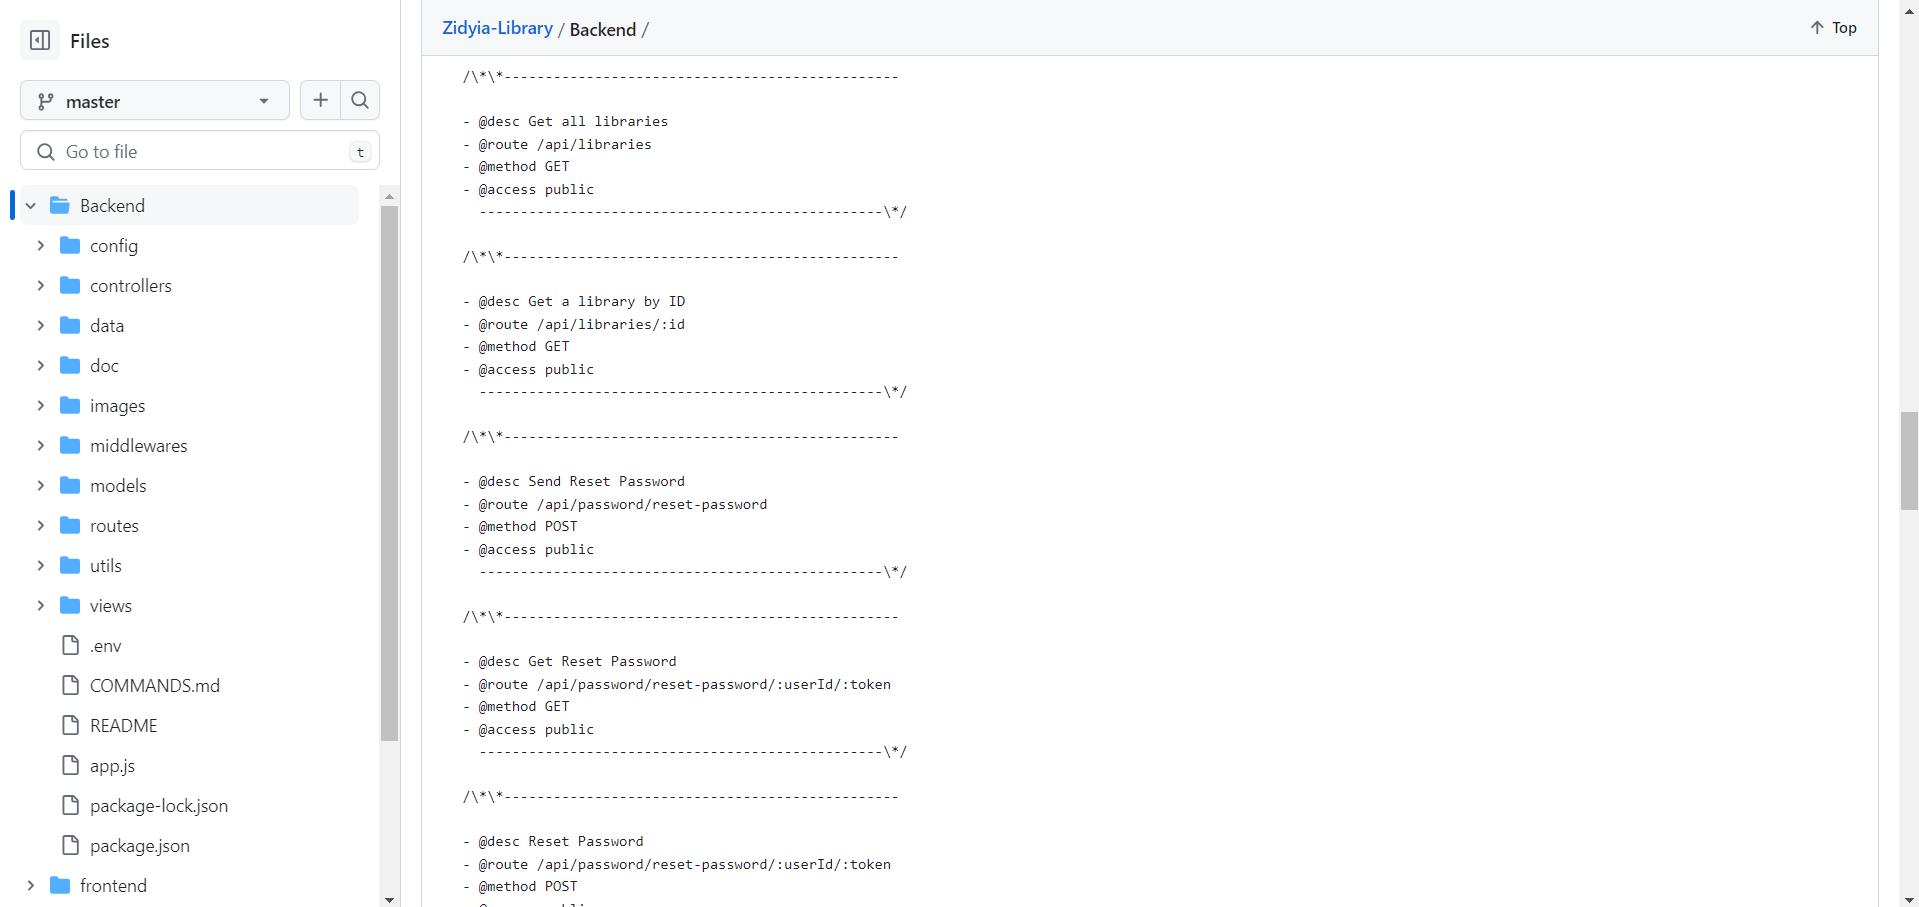 Files
master
Go to file
t
Backend
config
controllers
data
doc
images
middlewares
models
routes
utils
views
.env
COMMANDS.md
README
app.js
package-lock.json
package.json
frontend
Zidyia-Library / Backend /
Top
/\*\*------------------------------------------------
- @desc Get all libraries
- @route /api/libraries
- @method GET
- @access public
-------------------------------------------------\*/
/\*\*------------------------------------------------
- @desc Get a library by ID
- @route /api/libraries/:id
- @method GET
- @access public
-------------------------------------------------\*/
/\*\*------------------------------------------------
- @desc Send Reset Password
- @route /api/password/reset-password
- @method POST
- @access public
-------------------------------------------------\*/
/\*\*------------------------------------------------
- @desc Get Reset Password
- @route /api/password/reset-password/:userId/:token
- @method GET
- @access public
-------------------------------------------------\*/
/\*\*------------------------------------------------
- @desc Reset Password
- @route /api/password/reset-password/:userId/:token
- @method POST